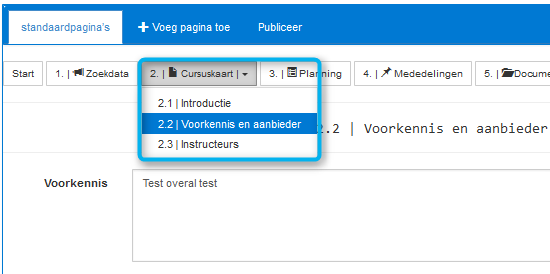 standaardpagina's Voeg pagina toe Publiceer
Start 1. | Zoekdata 2. | Cursuskaart | 3. | Planning 4. | Mededelingen 5. |
2.1 | Introductie
2.2 | Voorkennis en aanbieder
2.3 | Instructeurs
2.2 | Voorkennis en aanbieder
Voorkennis Test overal test